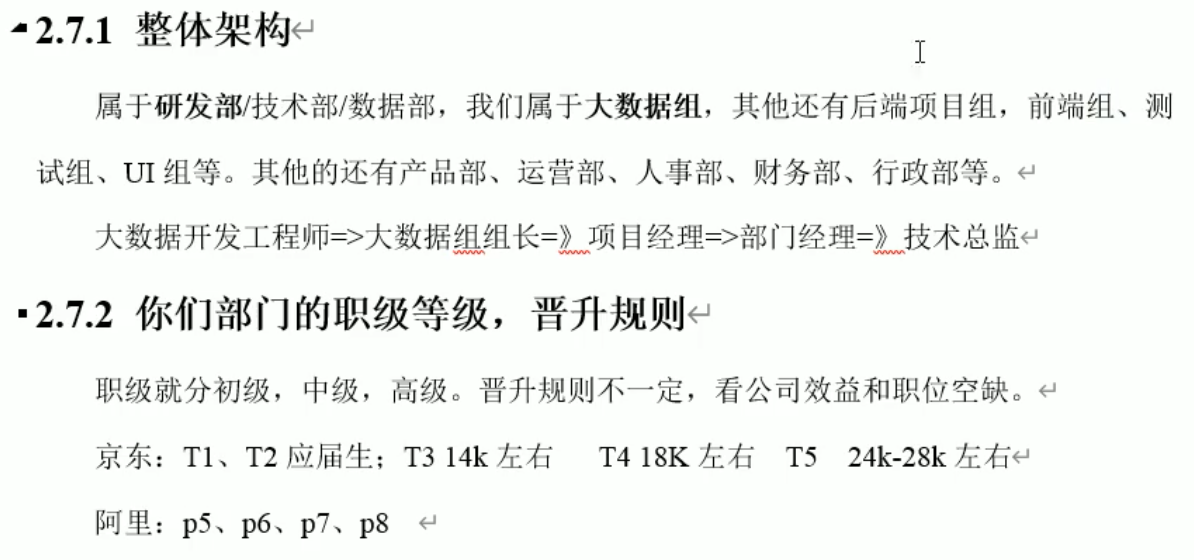 2.7.1 整体架构
属于研发部/技术部/数据部，我们属于大数据组，其他还有后端项目组，前端组、测
试组、UI 组等。其他的还有产品部、运营部、人事部、财务部、行政部等。
大数据开发工程师=>大数据组组长=》项目经理=>部门经理=》技术总监
2.7.2 你们部门的职级等级，晋升规则
职级就分初级，中级，高级。晋升规则不一定，看公司效益和职位空缺。
京东：T1、T2 应届生；T3 14k 左右 T4 18K 左右 T5 24k-28k 左右
阿里：p5、p6、p7、p8